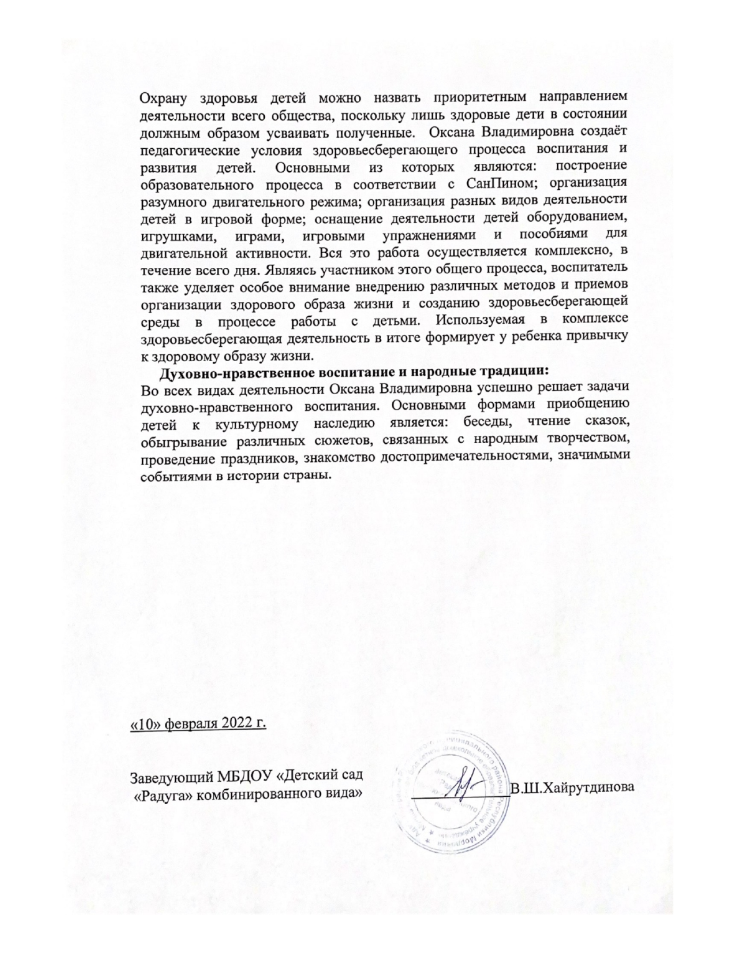 Охрану здоровья детей можно назвать приоритетным направлением
деятельности всего общества, поскольку лишь здоровые дети в состоянии
должным образом усваивать полученные. Оксана Владимировна создаёт
педагогические условия здоровьесберегающего процесса воспитания и
развития детей. Основными из которых являются: построение
образовательного процесса в соответствии с СанПином; организация
разумного двигательного режима; организация разных видов деятельности
детей в игровой форме; оснащение деятельности детей оборудованием,
игрушками, играми, игровыми упражнениями и пособиями для
двигательной активности. Вся это работа осуществляется комплексно, в
течение всего дня. Являясь участником этого общего процесса, воспитатель
также уделяет особое внимание внедрению различных методов и приемов
организации здорового образа жизни и созданию здоровьесберегающей
среды в процессе работы с детьми. Используемая в комплексе
здоровьесберегающая деятельность в итоге формирует у ребенка привычку
к здоровому образу жизни.
Духовно-нравственное воспитание и народные традиции:
Во всех видах деятельности Оксана Владимировна успешно решает задачи
духовно-нравственного воспитания. Основными формами приобщению
детей к культурному наследию является: беседы, чтение сказок,
обыгрывание различных сюжетов, связанных с народным творчеством,
проведение праздников, знакомство достопримечательностями, значимыми
событиями в истории страны.
«10» февраля 2022 г.
Заведующий МБДОУ «Детский сад
«Радуга» комбинированного вида»
В.Ш.Хайрутдинова